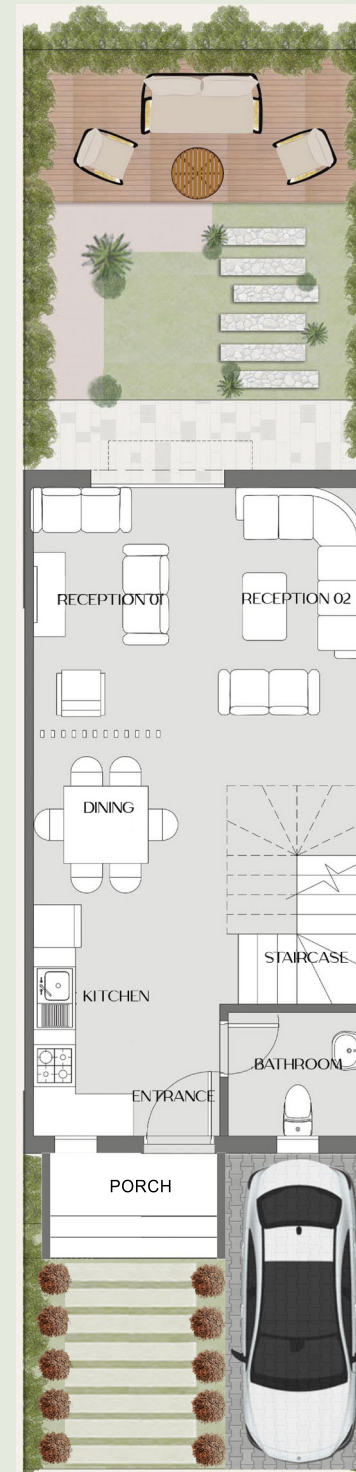 RECEPTION 01
RECEPTION 02
DINING
STAIRCASE
KITCHEN
BATHROOM
ENTRANCE
PORCH